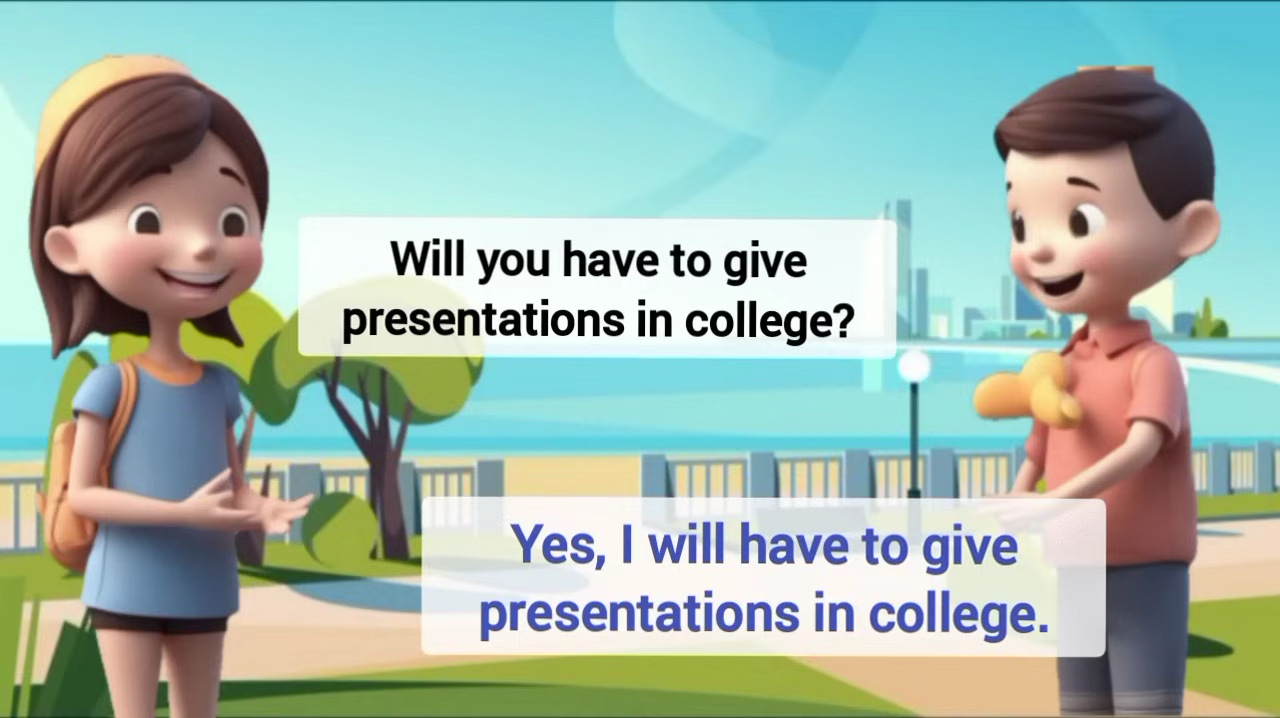 Will you have to give
presentations in college?
Yes, I will have to give
presentations in college.